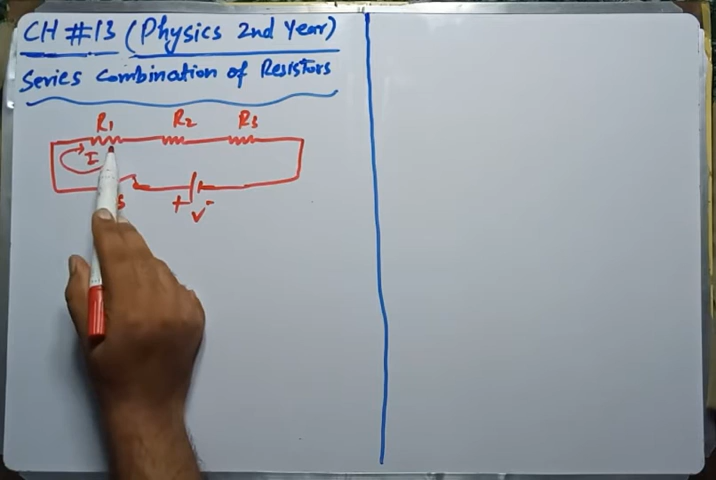 CH #13 (Physics 2nd Year)
Series Combination of Resistors
R1 R2 R3
I
S + -
V